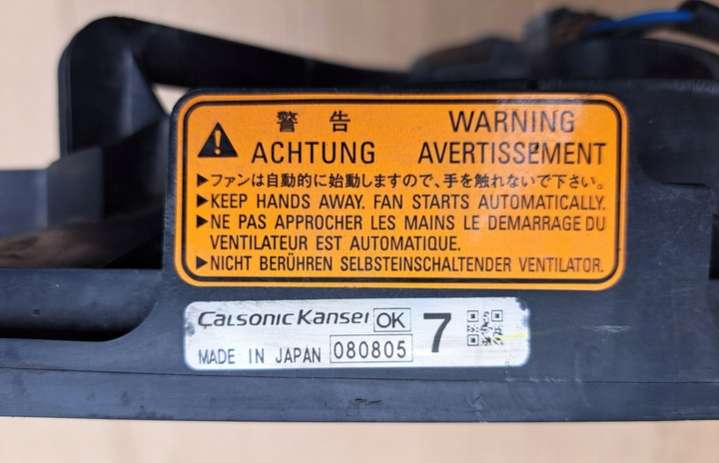 警告 WARNING
ACHTUNG AVERTISSEMENT
▶ファンは自動的に始動しますので、手を触れないで下さい。
▶KEEP HANDS AWAY. FAN STARTS AUTOMATICALLY.
▶NE PAS APPROCHER LES MAINS LE DEMARRAGE DU
VENTILATEUR EST AUTOMATIQUE.
▶NICHT BERÜHREN SELBSTEINSCHALTENDER VENTILATOR.
CALSONIC KANSEI OK 7
MADE IN JAPAN 080805